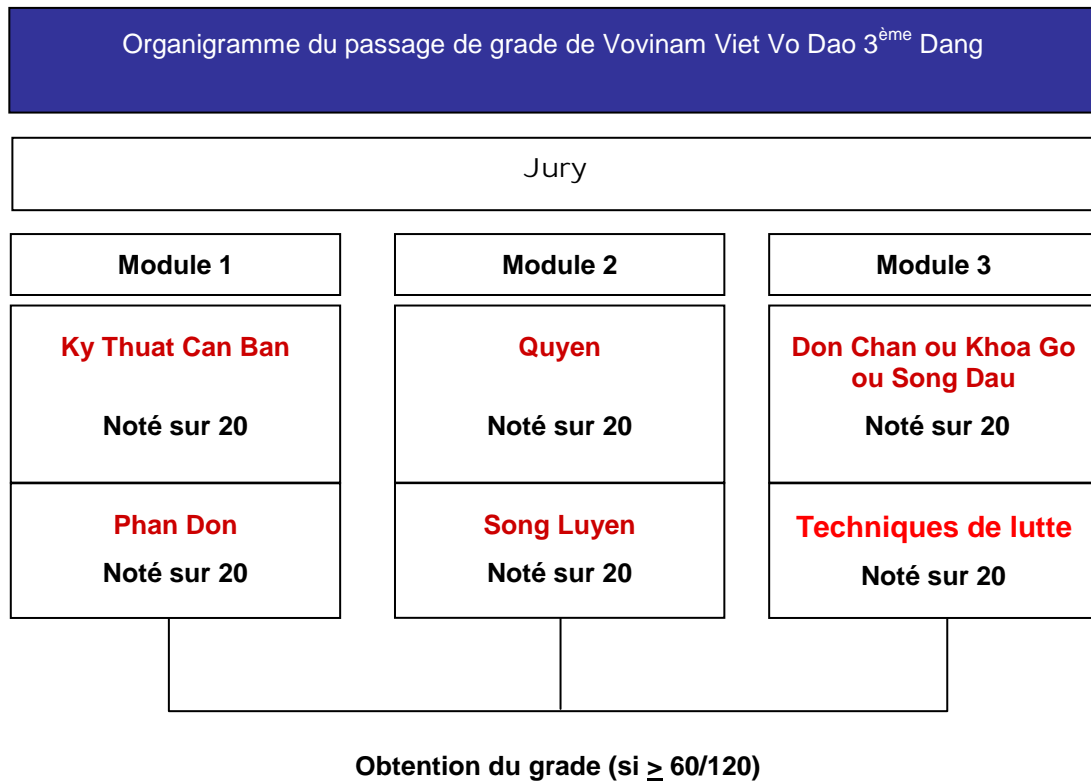 Organigramme du passage de grade de Vovinam Viet Vo Dao 3ème Dang
Jury
Module 1
Ky Thuat Can Ban
Noté sur 20
Phan Don
Noté sur 20
Module 2
Quyen
Noté sur 20
Song Luyen
Noté sur 20
Module 3
Don Chan ou Khoa Go
ou Song Dau
Noté sur 20
Techniques de lutte
Noté sur 20
Obtention du grade (si ≥ 60/120)